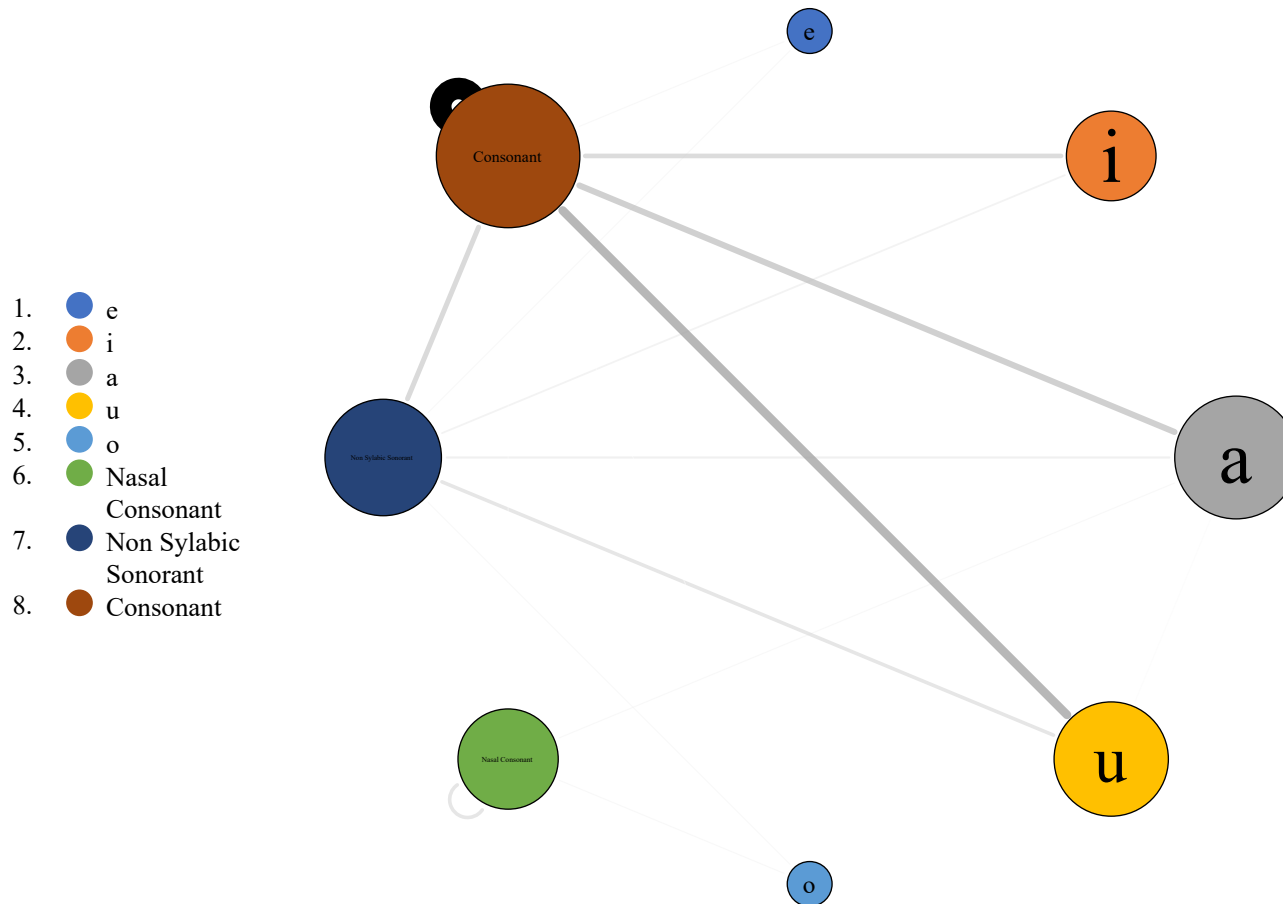 e
Consonant
i
Non Sylabic Sonorant
a
Nasal Consonant
u
o
1. e
2. i
3. a
4. u
5. o
6. Nasal
Consonant
7. Non Sylabic
Sonorant
8. Consonant